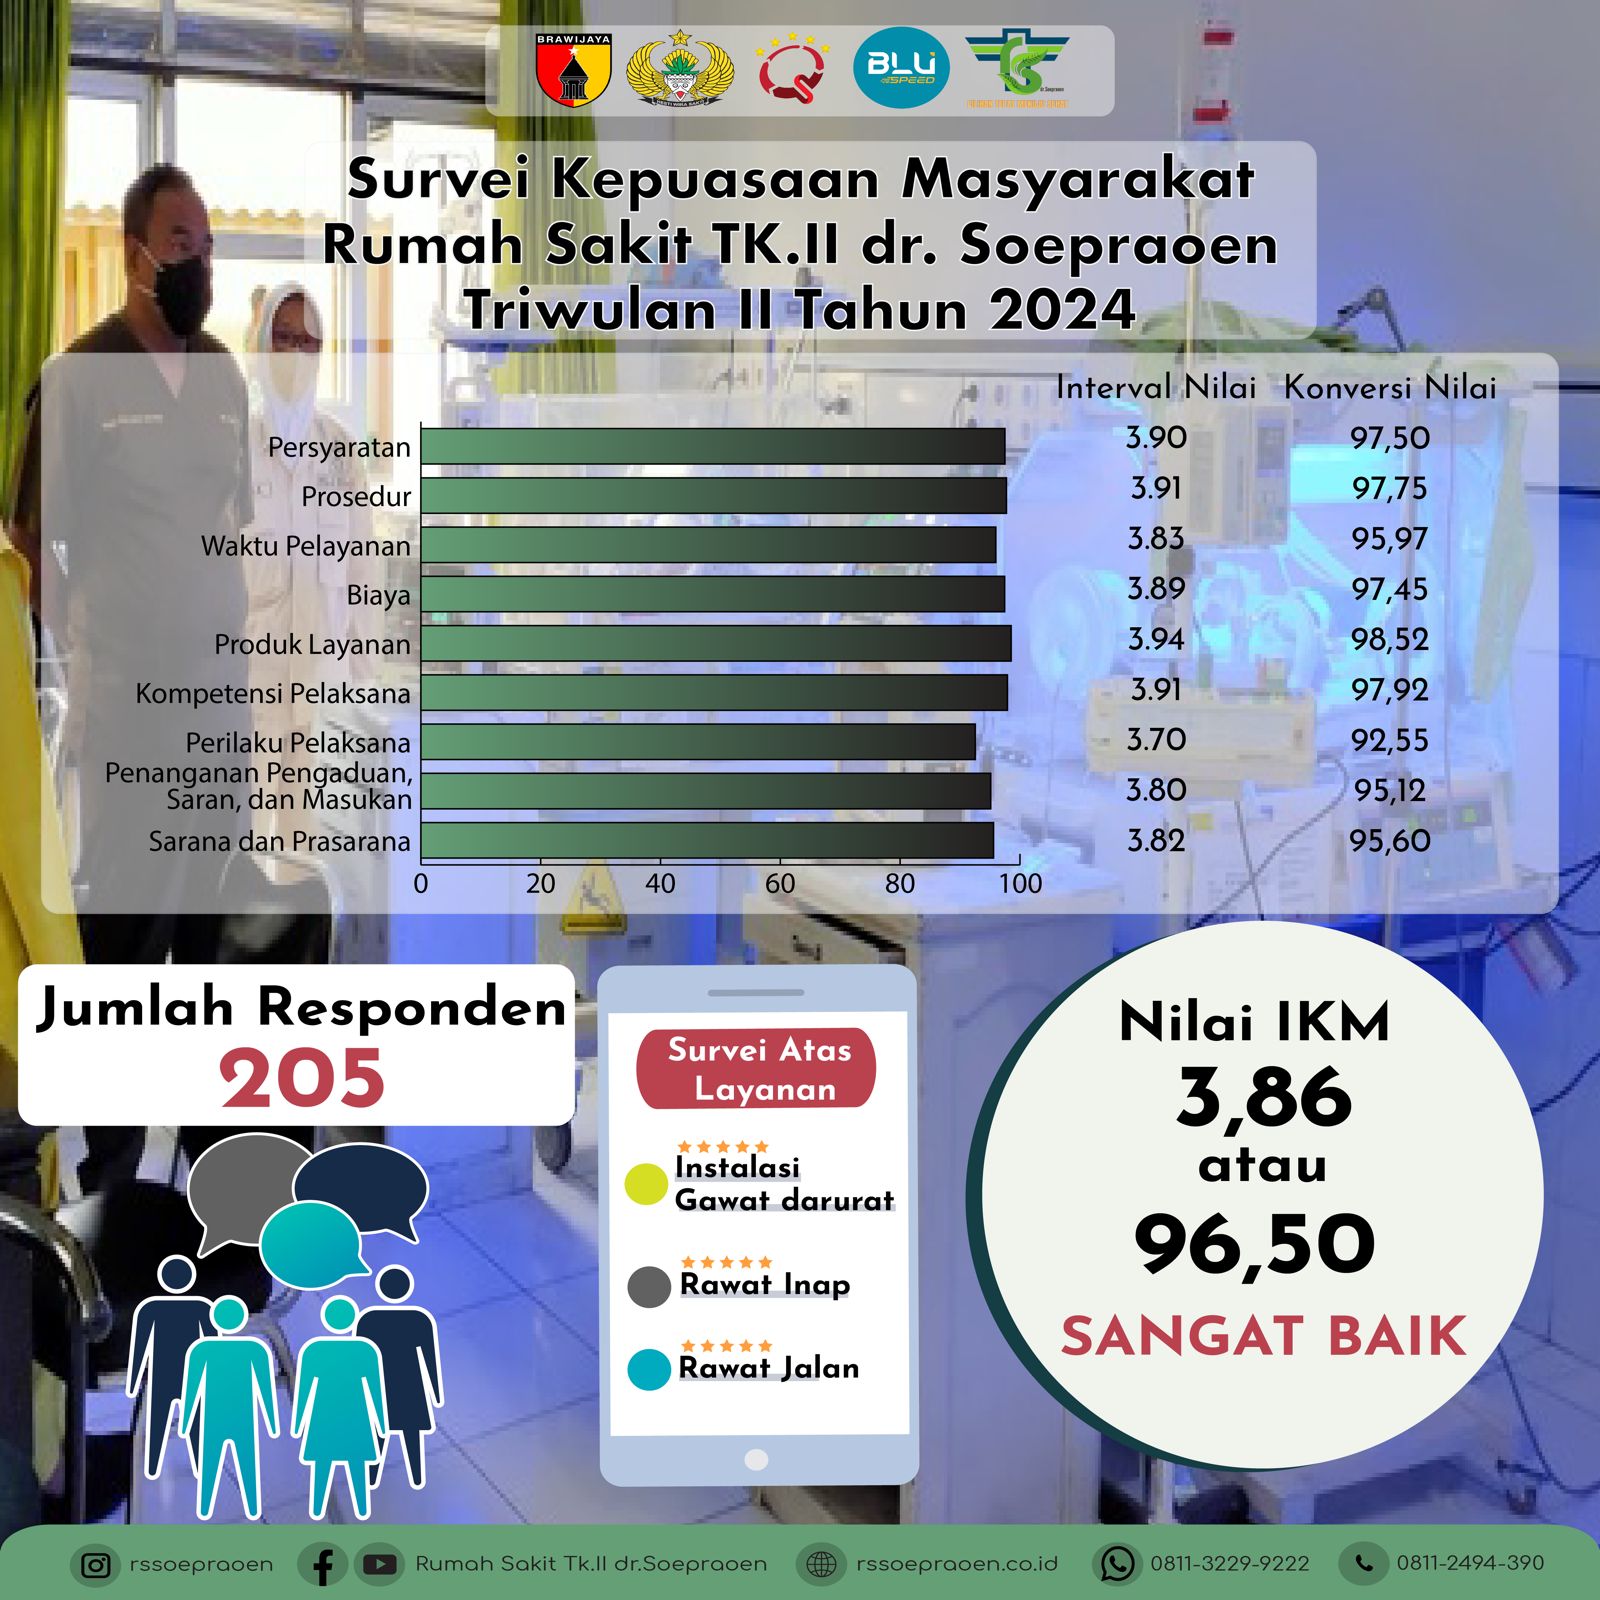 BRAWIJAYA
BLU
SPEED
dr.Soepraoen
Survei Kepuasaan Masyarakat
Rumah Sakit TK.II dr. Soepraoen
Triwulan II Tahun 2024
Interval Nilai Konversi Nilai
Persyaratan 3.90 97,50
Prosedur 3.91 97,75
Waktu Pelayanan 3.83 95,97
Biaya 3.89 97,45
Produk Layanan 3.94 98,52
Kompetensi Pelaksana 3.91 97,92
Perilaku Pelaksana 3.70 92,55
Penanganan Pengaduan,
Saran, dan Masukan 3.80 95,12
Sarana dan Prasarana 3.82 95,60
0 20 40 60 80 100
Jumlah Responden
205
Survei Atas
Layanan
Instalasi
Gawat darurat
Rawat Inap
Rawat Jalan
Nilai IKM
3,86
atau
96,50
SANGAT BAIK
rssoepraoen Rumah Sakit Tk.II dr.Soepraoen rssoepraoen.co.id 0811-3229-9222 0811-2494-390